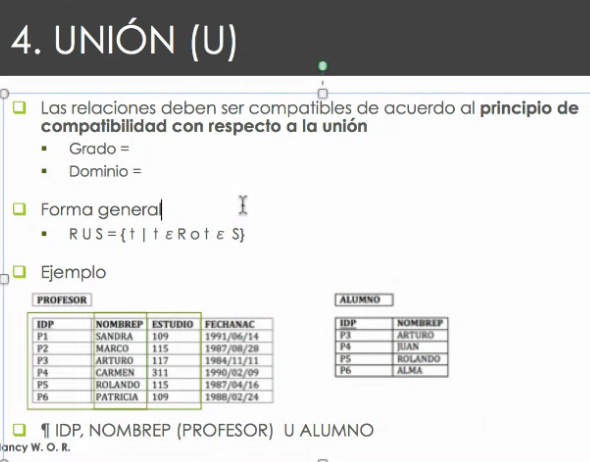 4. UNIÓN (U)
Las relaciones deben ser compatibles de acuerdo al principio de
compatibilidad con respecto a la unión
Grado =
Dominio =
Forma general
R U S = { t | t ε R o t ε S}
Ejemplo
PROFESOR
IDP NOMBREP ESTUDIO FECHANAC
P1 SANDRA 109 1991/06/14
P2 MARCO 115 1987/08/28
P3 ARTURO 117 1984/11/11
P4 CARMEN 311 1990/02/09
P5 ROLANDO 115 1987/04/16
P6 PATRICIA 109 1988/02/24
ALUMNO
IDP NOMBREP
P3 ARTURO
P4 JUAN
P5 ROLANDO
P6 ALMA
¶ IDP, NOMBREP (PROFESOR) U ALUMNO
ancy W. O. R.